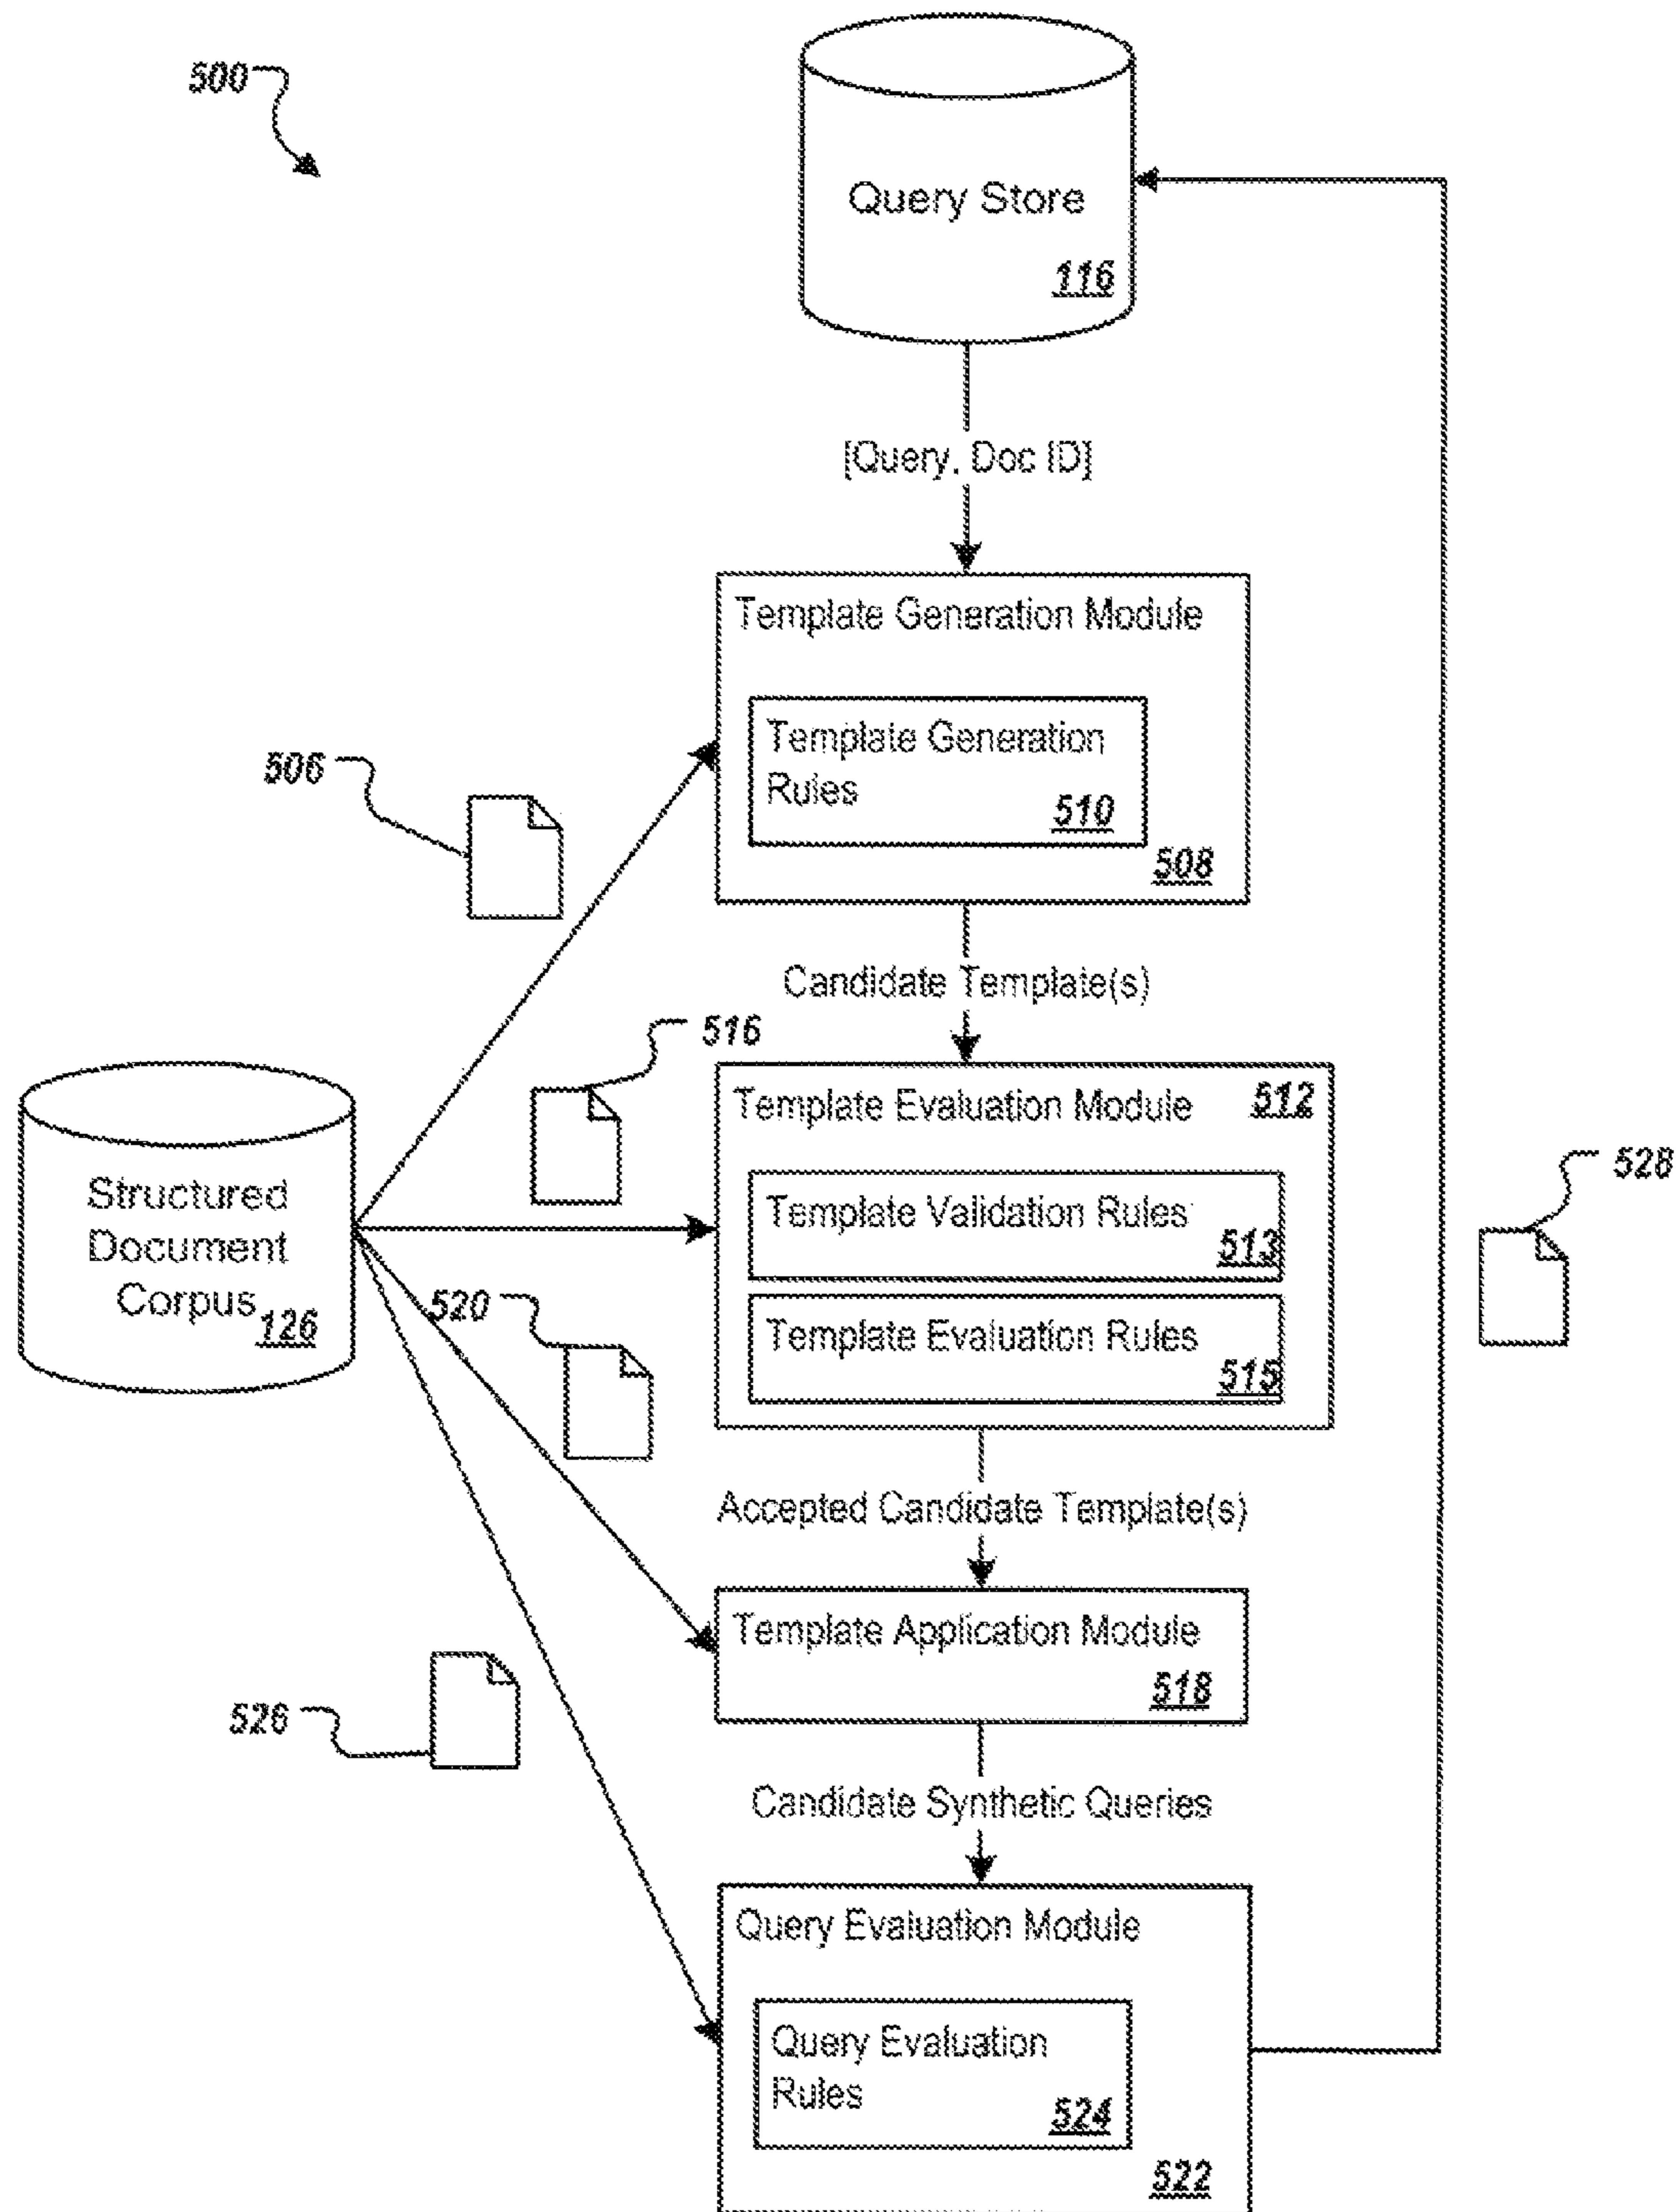 500
Query Store
116
[Query, Doc ID]
Template Generation Module
Template Generation
Rules
510
508
506
Candidate Template(s)
516
Template Evaluation Module
512
Structured
Document
Corpus
126
Template Validation Rules
513
528
520
Template Evaluation Rules
515
Accepted Candidate Template(s)
Template Application Module
518
526
Candidate Synthetic Queries
Query Evaluation Module
Query Evaluation
Rules
524
522